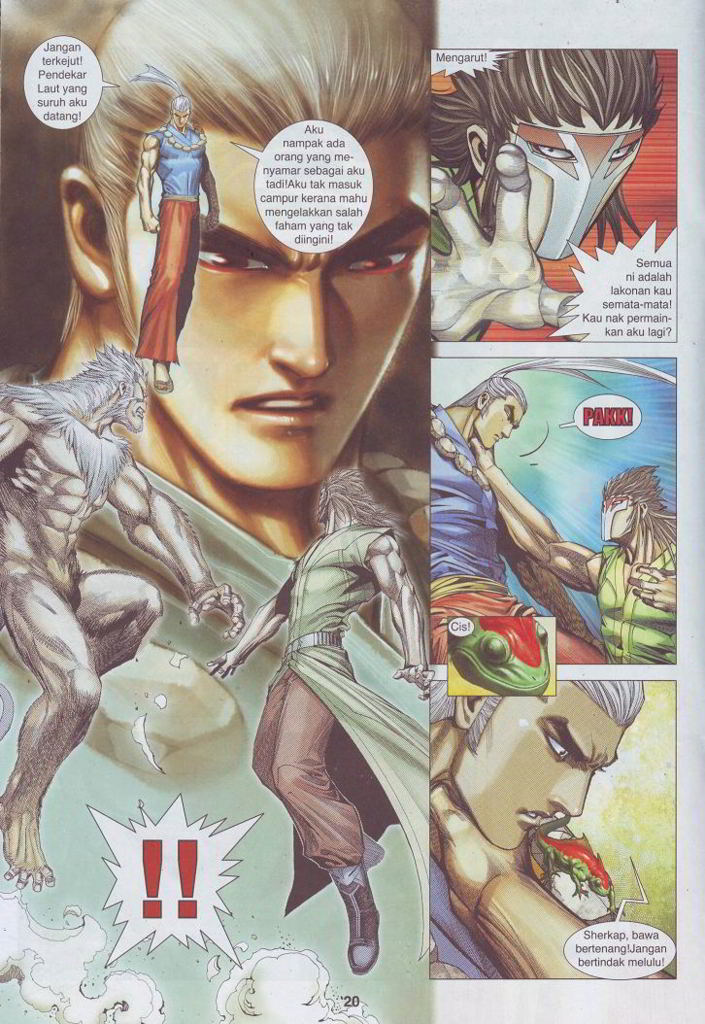 Jangan
terkejut!
Pendekar
Laut yang
suruh aku
datang!
Aku
nampak ada
orang yang me-
nyamar sebagai aku
tadi!Aku tak masuk
campur kerana mahu
mengelakkan salah
faham yang tak
diingini!
!!
Mengarut!
Semua
ni adalah
lakonan kau
semata-mata!
Kau nak permain-
kan aku lagi?
PAKK!
Cis!
Sherkap, bawa
bertenang!Jangan
bertindak melulu!
20